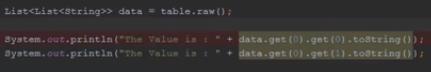 List<List<String>> data = table.raw();
System.out.println("The Value is : " + data.get(0).get(0).toString());
System.out.println("The Value is : " + data.get(0).get(1).toString());